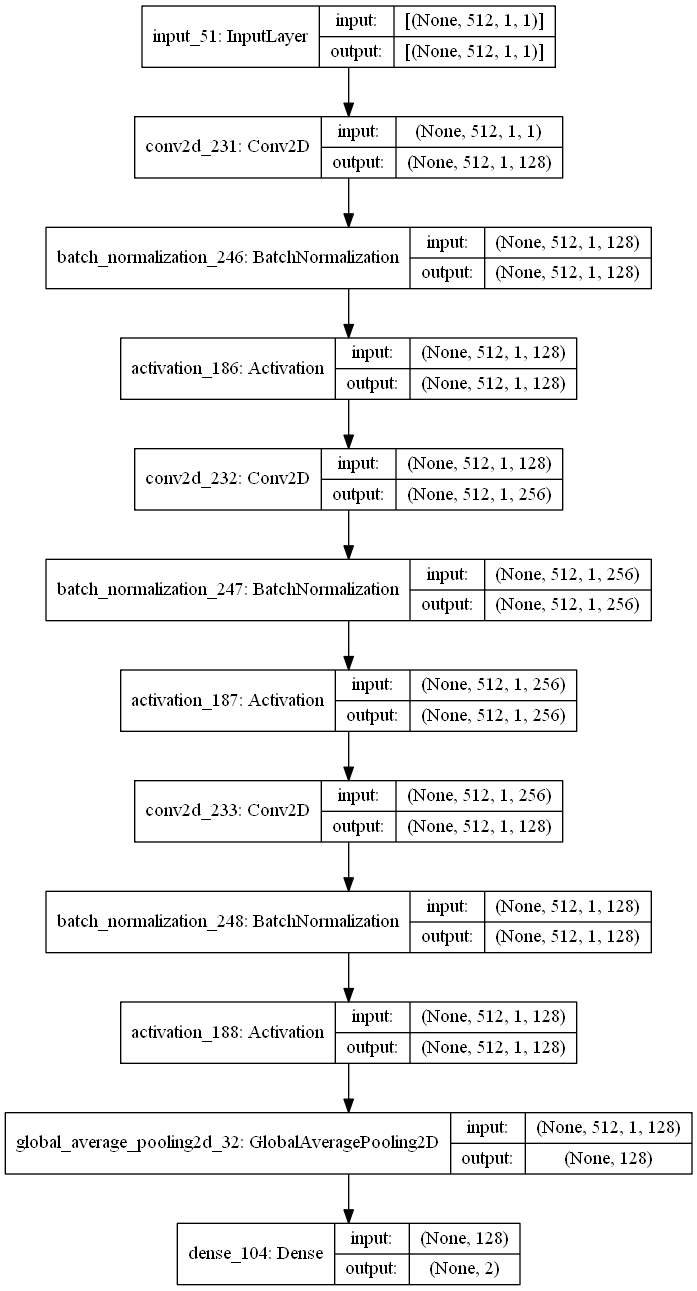 input_51: InputLayer
input: [(None, 512, 1, 1)]
output: [(None, 512, 1, 1)]
conv2d_231: Conv2D
input: (None, 512, 1, 1)
output: (None, 512, 1, 128)
batch_normalization_246: BatchNormalization
input: (None, 512, 1, 128)
output: (None, 512, 1, 128)
activation_186: Activation
input: (None, 512, 1, 128)
output: (None, 512, 1, 128)
conv2d_232: Conv2D
input: (None, 512, 1, 128)
output: (None, 512, 1, 256)
batch_normalization_247: BatchNormalization
input: (None, 512, 1, 256)
output: (None, 512, 1, 256)
activation_187: Activation
input: (None, 512, 1, 256)
output: (None, 512, 1, 256)
conv2d_233: Conv2D
input: (None, 512, 1, 256)
output: (None, 512, 1, 128)
batch_normalization_248: BatchNormalization
input: (None, 512, 1, 128)
output: (None, 512, 1, 128)
activation_188: Activation
input: (None, 512, 1, 128)
output: (None, 512, 1, 128)
global_average_pooling2d_32: GlobalAveragePooling2D
input: (None, 512, 1, 128)
output: (None, 128)
dense_104: Dense
input: (None, 128)
output: (None, 2)